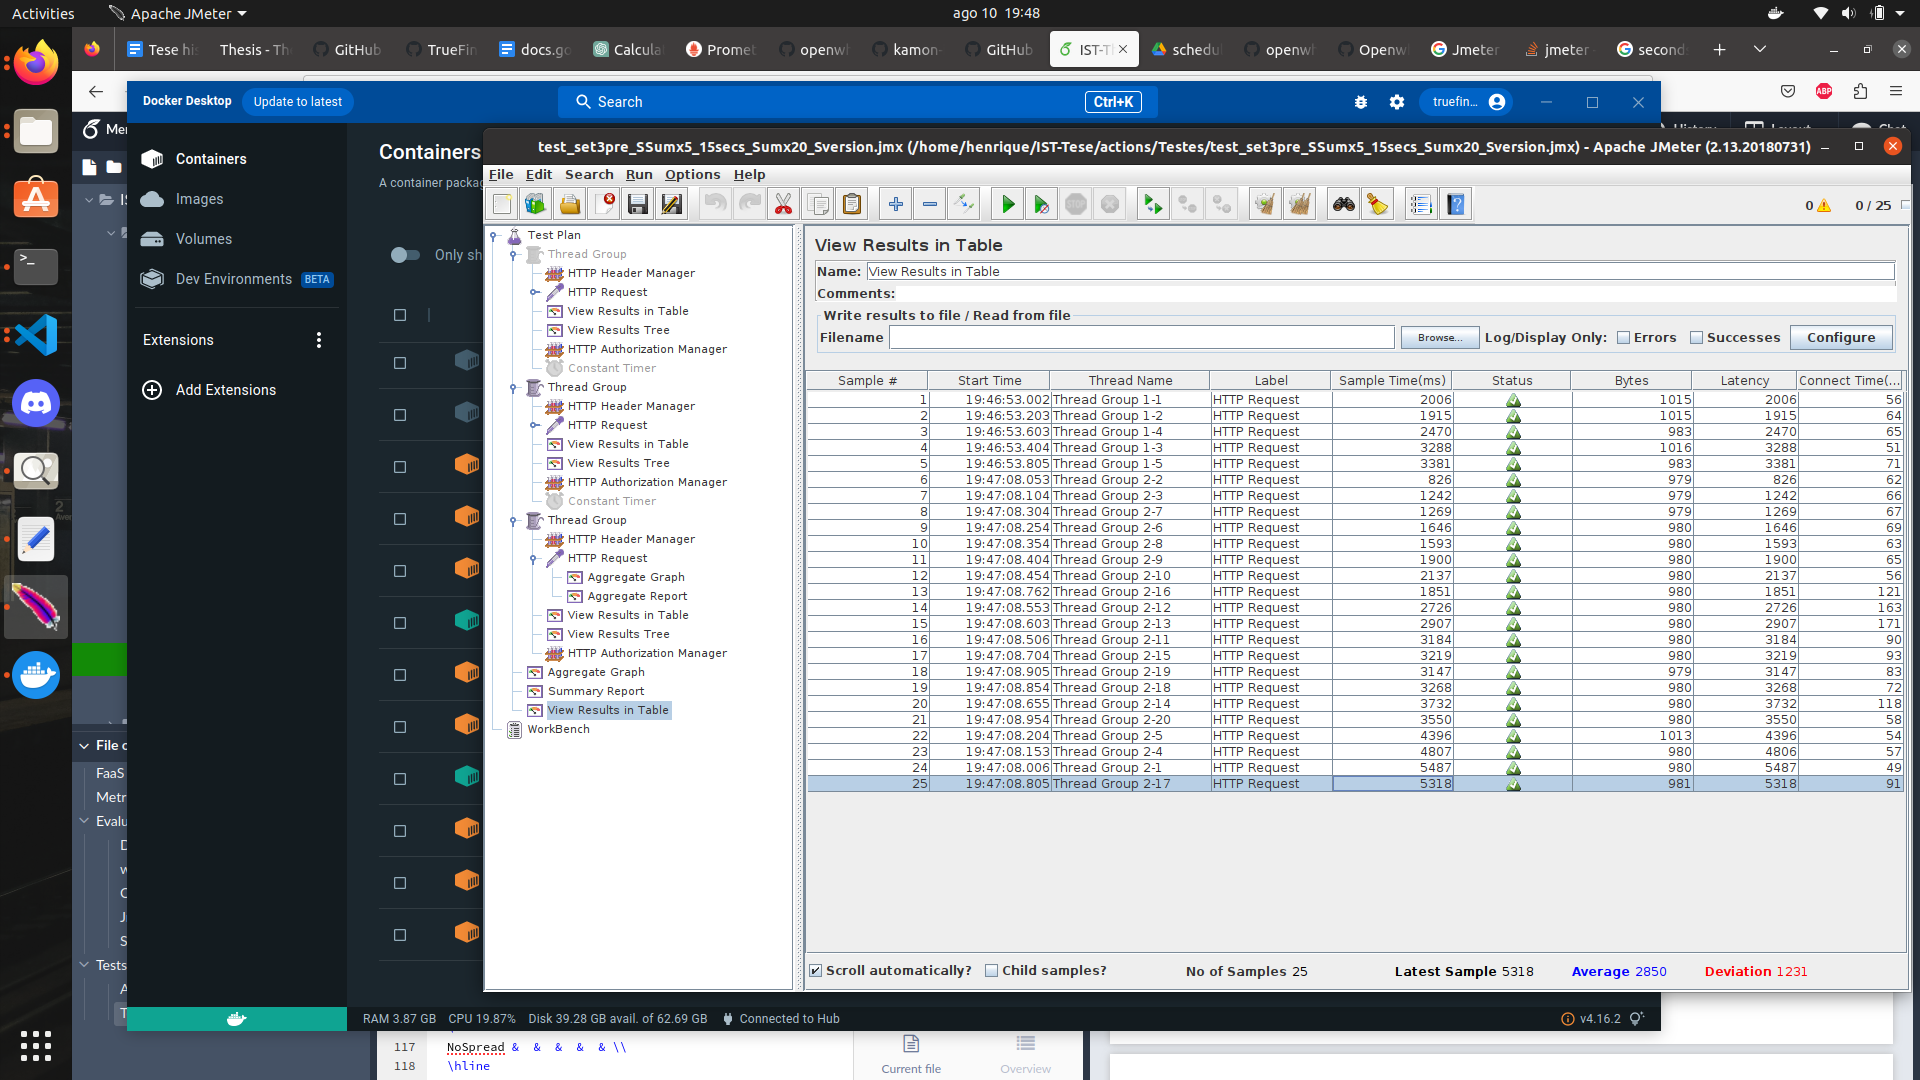 Activities
Apache JMeter
ago 10 19:48
Tese his
Thesis - Th
GitHub
TrueFin
docs.go
Calcula
Promet
openwh
kamon-
GitHub
IST-T
schedul
openwh
Openw
Jmeter
jmeter
second
Docker Desktop
Update to latest
Search
Ctrl+K
truefin...
ABP
Containers
Images
Volumes
Dev Environments BETA
Extensions
Add Extensions
Containers
A container packag
Only sh
test_set3pre_SSumx5_15secs_Sumx20_Sversion.jmx (/home/henrique/IST-Tese/actions/Testes/test_set3pre_SSumx5_15secs_Sumx20_Sversion.jmx) - Apache JMeter (2.13.20180731)
File Edit Search Run Options Help
0
0 / 25
Test Plan
Thread Group
HTTP Header Manager
HTTP Request
View Results in Table
View Results Tree
HTTP Authorization Manager
Constant Timer
Thread Group
HTTP Header Manager
HTTP Request
View Results in Table
View Results Tree
HTTP Authorization Manager
Constant Timer
Thread Group
HTTP Header Manager
HTTP Request
Aggregate Graph
Aggregate Report
View Results in Table
View Results Tree
HTTP Authorization Manager
Aggregate Graph
Summary Report
View Results in Table
WorkBench
View Results in Table
Name: View Results in Table
Comments:
Write results to file / Read from file
Filename Browse... Log/Display Only: Errors Successes Configure
Sample # Start Time Thread Name Label Sample Time(ms) Status Bytes Latency Connect Time(...
1 19:46:53.002 Thread Group 1-1 HTTP Request 2006 1015 2006 56
2 19:46:53.203 Thread Group 1-2 HTTP Request 1915 1015 1915 64
3 19:46:53.603 Thread Group 1-4 HTTP Request 2470 983 2470 65
4 19:46:53.404 Thread Group 1-3 HTTP Request 3288 1016 3288 51
5 19:46:53.805 Thread Group 1-5 HTTP Request 3381 983 3381 71
6 19:47:08.053 Thread Group 2-2 HTTP Request 826 979 826 62
7 19:47:08.104 Thread Group 2-3 HTTP Request 1242 979 1242 66
8 19:47:08.304 Thread Group 2-7 HTTP Request 1269 979 1269 67
9 19:47:08.254 Thread Group 2-6 HTTP Request 1646 980 1646 69
10 19:47:08.354 Thread Group 2-8 HTTP Request 1593 980 1593 63
11 19:47:08.404 Thread Group 2-9 HTTP Request 1900 980 1900 65
12 19:47:08.454 Thread Group 2-10 HTTP Request 2137 980 2137 56
13 19:47:08.762 Thread Group 2-16 HTTP Request 1851 980 1851 121
14 19:47:08.553 Thread Group 2-12 HTTP Request 2726 980 2726 163
15 19:47:08.603 Thread Group 2-13 HTTP Request 2907 980 2907 171
16 19:47:08.506 Thread Group 2-11 HTTP Request 3184 980 3184 90
17 19:47:08.704 Thread Group 2-15 HTTP Request 3219 980 3219 93
18 19:47:08.905 Thread Group 2-19 HTTP Request 3147 979 3147 83
19 19:47:08.854 Thread Group 2-18 HTTP Request 3268 980 3268 72
20 19:47:08.655 Thread Group 2-14 HTTP Request 3732 980 3732 118
21 19:47:08.954 Thread Group 2-20 HTTP Request 3550 980 3550 58
22 19:47:08.204 Thread Group 2-5 HTTP Request 4396 1013 4396 54
23 19:47:08.153 Thread Group 2-4 HTTP Request 4807 980 4806 57
24 19:47:08.006 Thread Group 2-1 HTTP Request 5487 980 5487 49
25 19:47:08.805 Thread Group 2-17 HTTP Request 5318 981 5318 91
Scroll automatically? Child samples? No of Samples 25 Latest Sample 5318 Average 2850 Deviation 1231
File o
FaaS
Metr
Evalu
Tests
RAM 3.87 GB CPU 19.87% Disk 39.28 GB avail. of 62.69 GB Connected to Hub
v4.16.2
117 NoSpread & & & & & \\
118 \hline
Current file
Overview